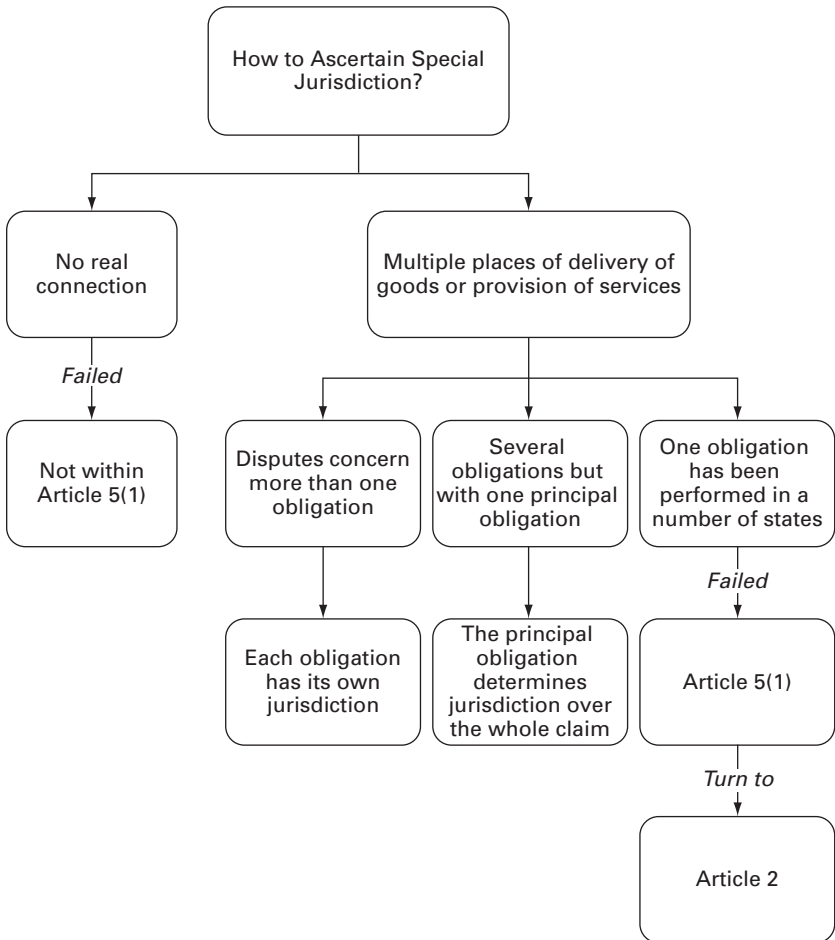 How to Ascertain Special
Jurisdiction?
No real
connection
Multiple places of delivery of
goods or provision of services
Failed
Not within
Article 5(1)
Disputes concern
more than one
obligation
Several
obligations but
with one principal
obligation
One obligation
has been
performed in a
number of states
Failed
Each obligation
has its own
jurisdiction
The principal
obligation
determines
jurisdiction over
the whole claim
Article 5(1)
Turn to
Article 2